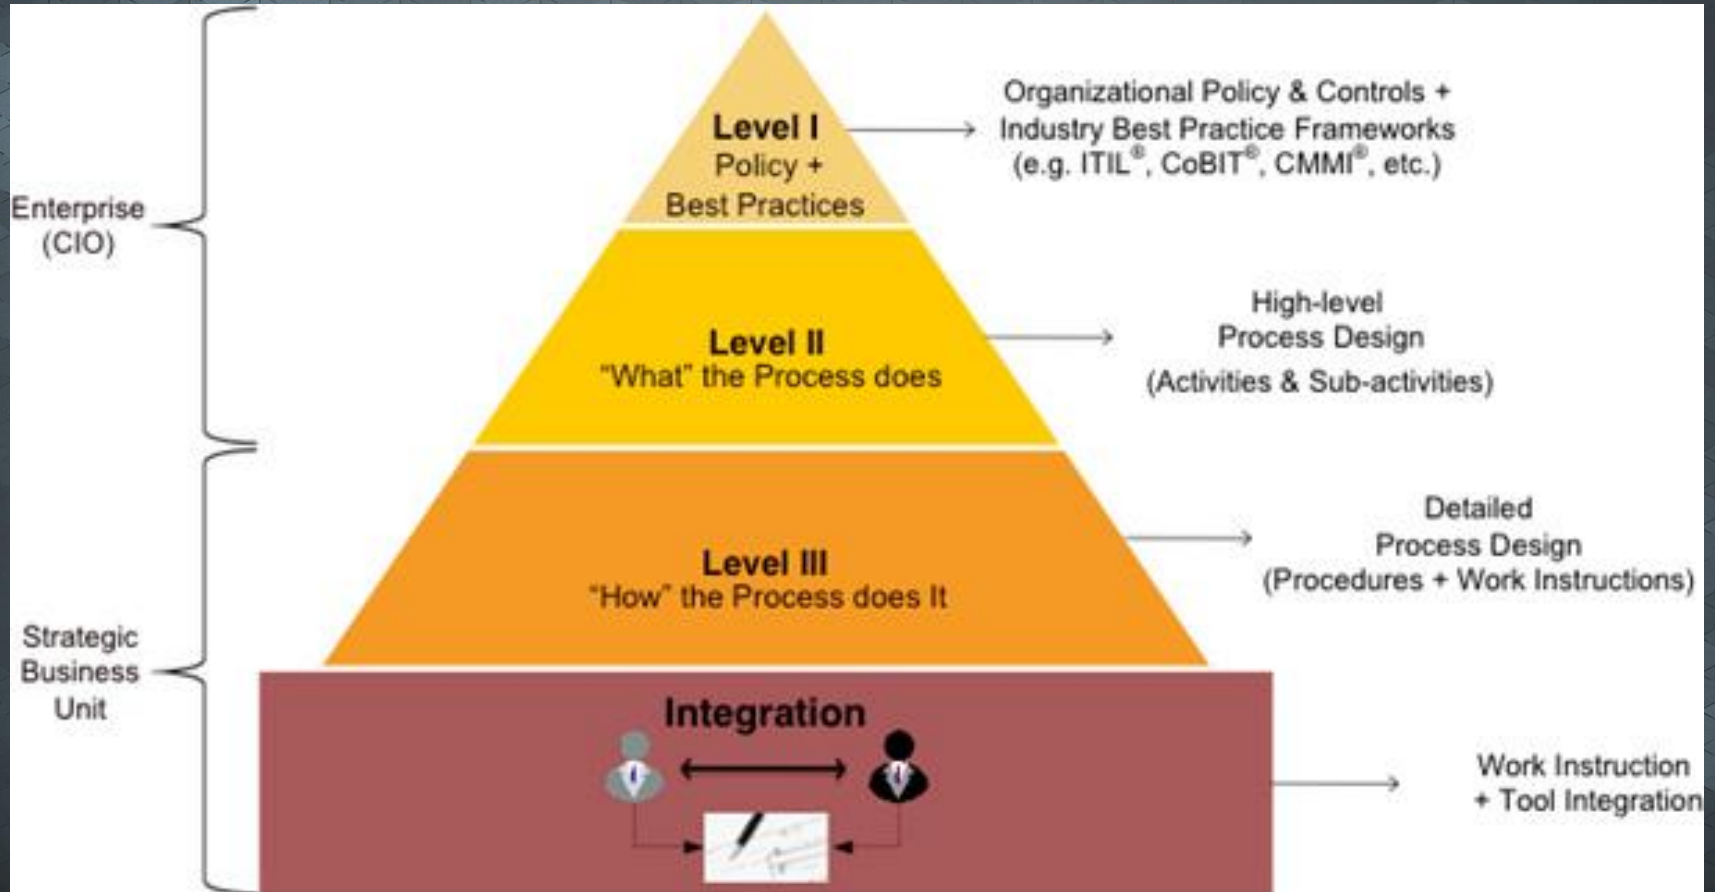 Enterprise
(CIO)
Strategic
Business
Unit
Level I
Policy +
Best Practices
Organizational Policy & Controls +
Industry Best Practice Frameworks
(e.g. ITIL®, CoBIT®, CMMI®, etc.)
Level II
“What” the Process does
High-level
Process Design
(Activities & Sub-activities)
Level III
“How” the Process does It
Detailed
Process Design
(Procedures + Work Instructions)
Integration
Work Instruction
+ Tool Integration